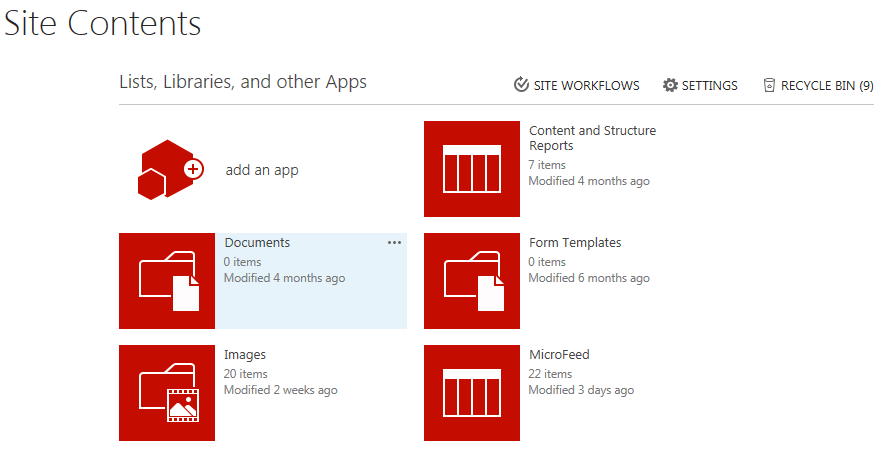 Site Contents
Lists, Libraries, and other Apps
SITE WORKFLOWS
SETTINGS
RECYCLE BIN (9)
add an app
Content and Structure
Reports
7 items
Modified 4 months ago
Documents
0 items
Modified 4 months ago
Form Templates
0 items
Modified 6 months ago
Images
20 items
Modified 2 weeks ago
MicroFeed
22 items
Modified 3 days ago